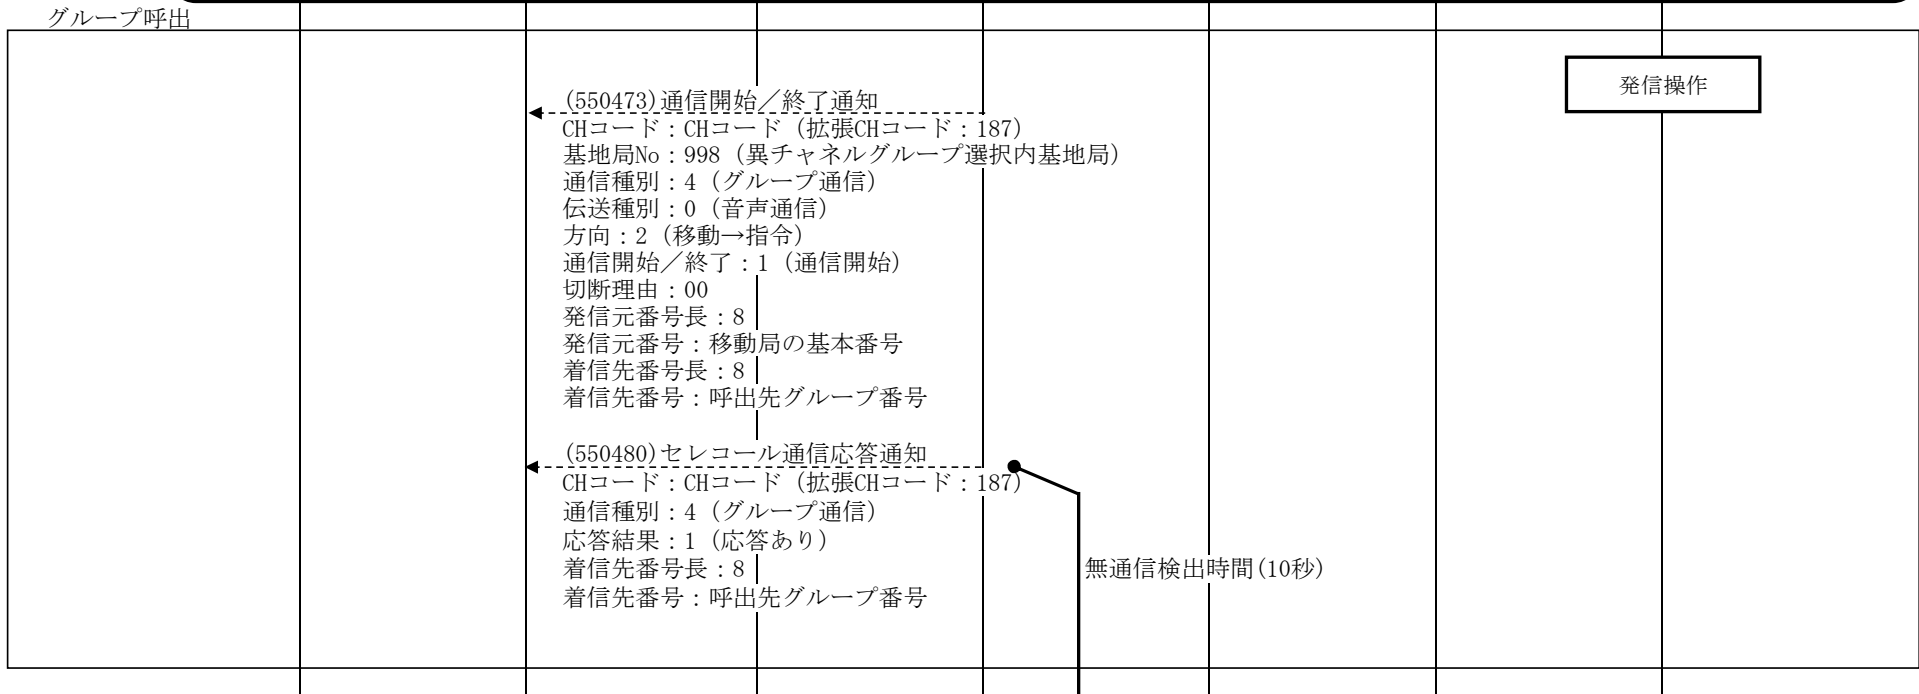 グループ呼出
発信操作
(550473)通信開始／終了通知
CHコード：CHコード（拡張CHコード：187）
基地局No：998（異チャネルグループ選択内基地局）
通信種別：4（グループ通信）
伝送種別：0（音声通信）
方向：2（移動→指令）
通信開始／終了：1（通信開始）
切断理由：00
発信元番号長：8
発信元番号：移動局の基本番号
着信先番号長：8
着信先番号：呼出先グループ番号
(550480)セレコール通信応答通知
CHコード：CHコード（拡張CHコード：187）
通信種別：4（グループ通信）
応答結果：1（応答あり）
着信先番号長：8
着信先番号：呼出先グループ番号
無通信検出時間(10秒)